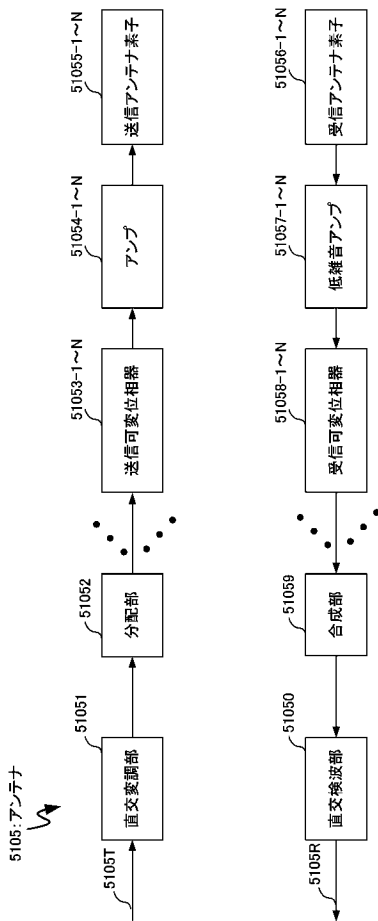 5105:アンテナ
5105T
51051
直交変調部
51052
分配部
51053-1～N
送信可変位相器
51054-1～N
アンプ
51055-1～N
送信アンテナ素子
5105R
51050
直交検波部
51059
合成部
51058-1～N
受信可変位相器
51057-1～N
低雑音アンプ
51056-1～N
受信アンテナ素子